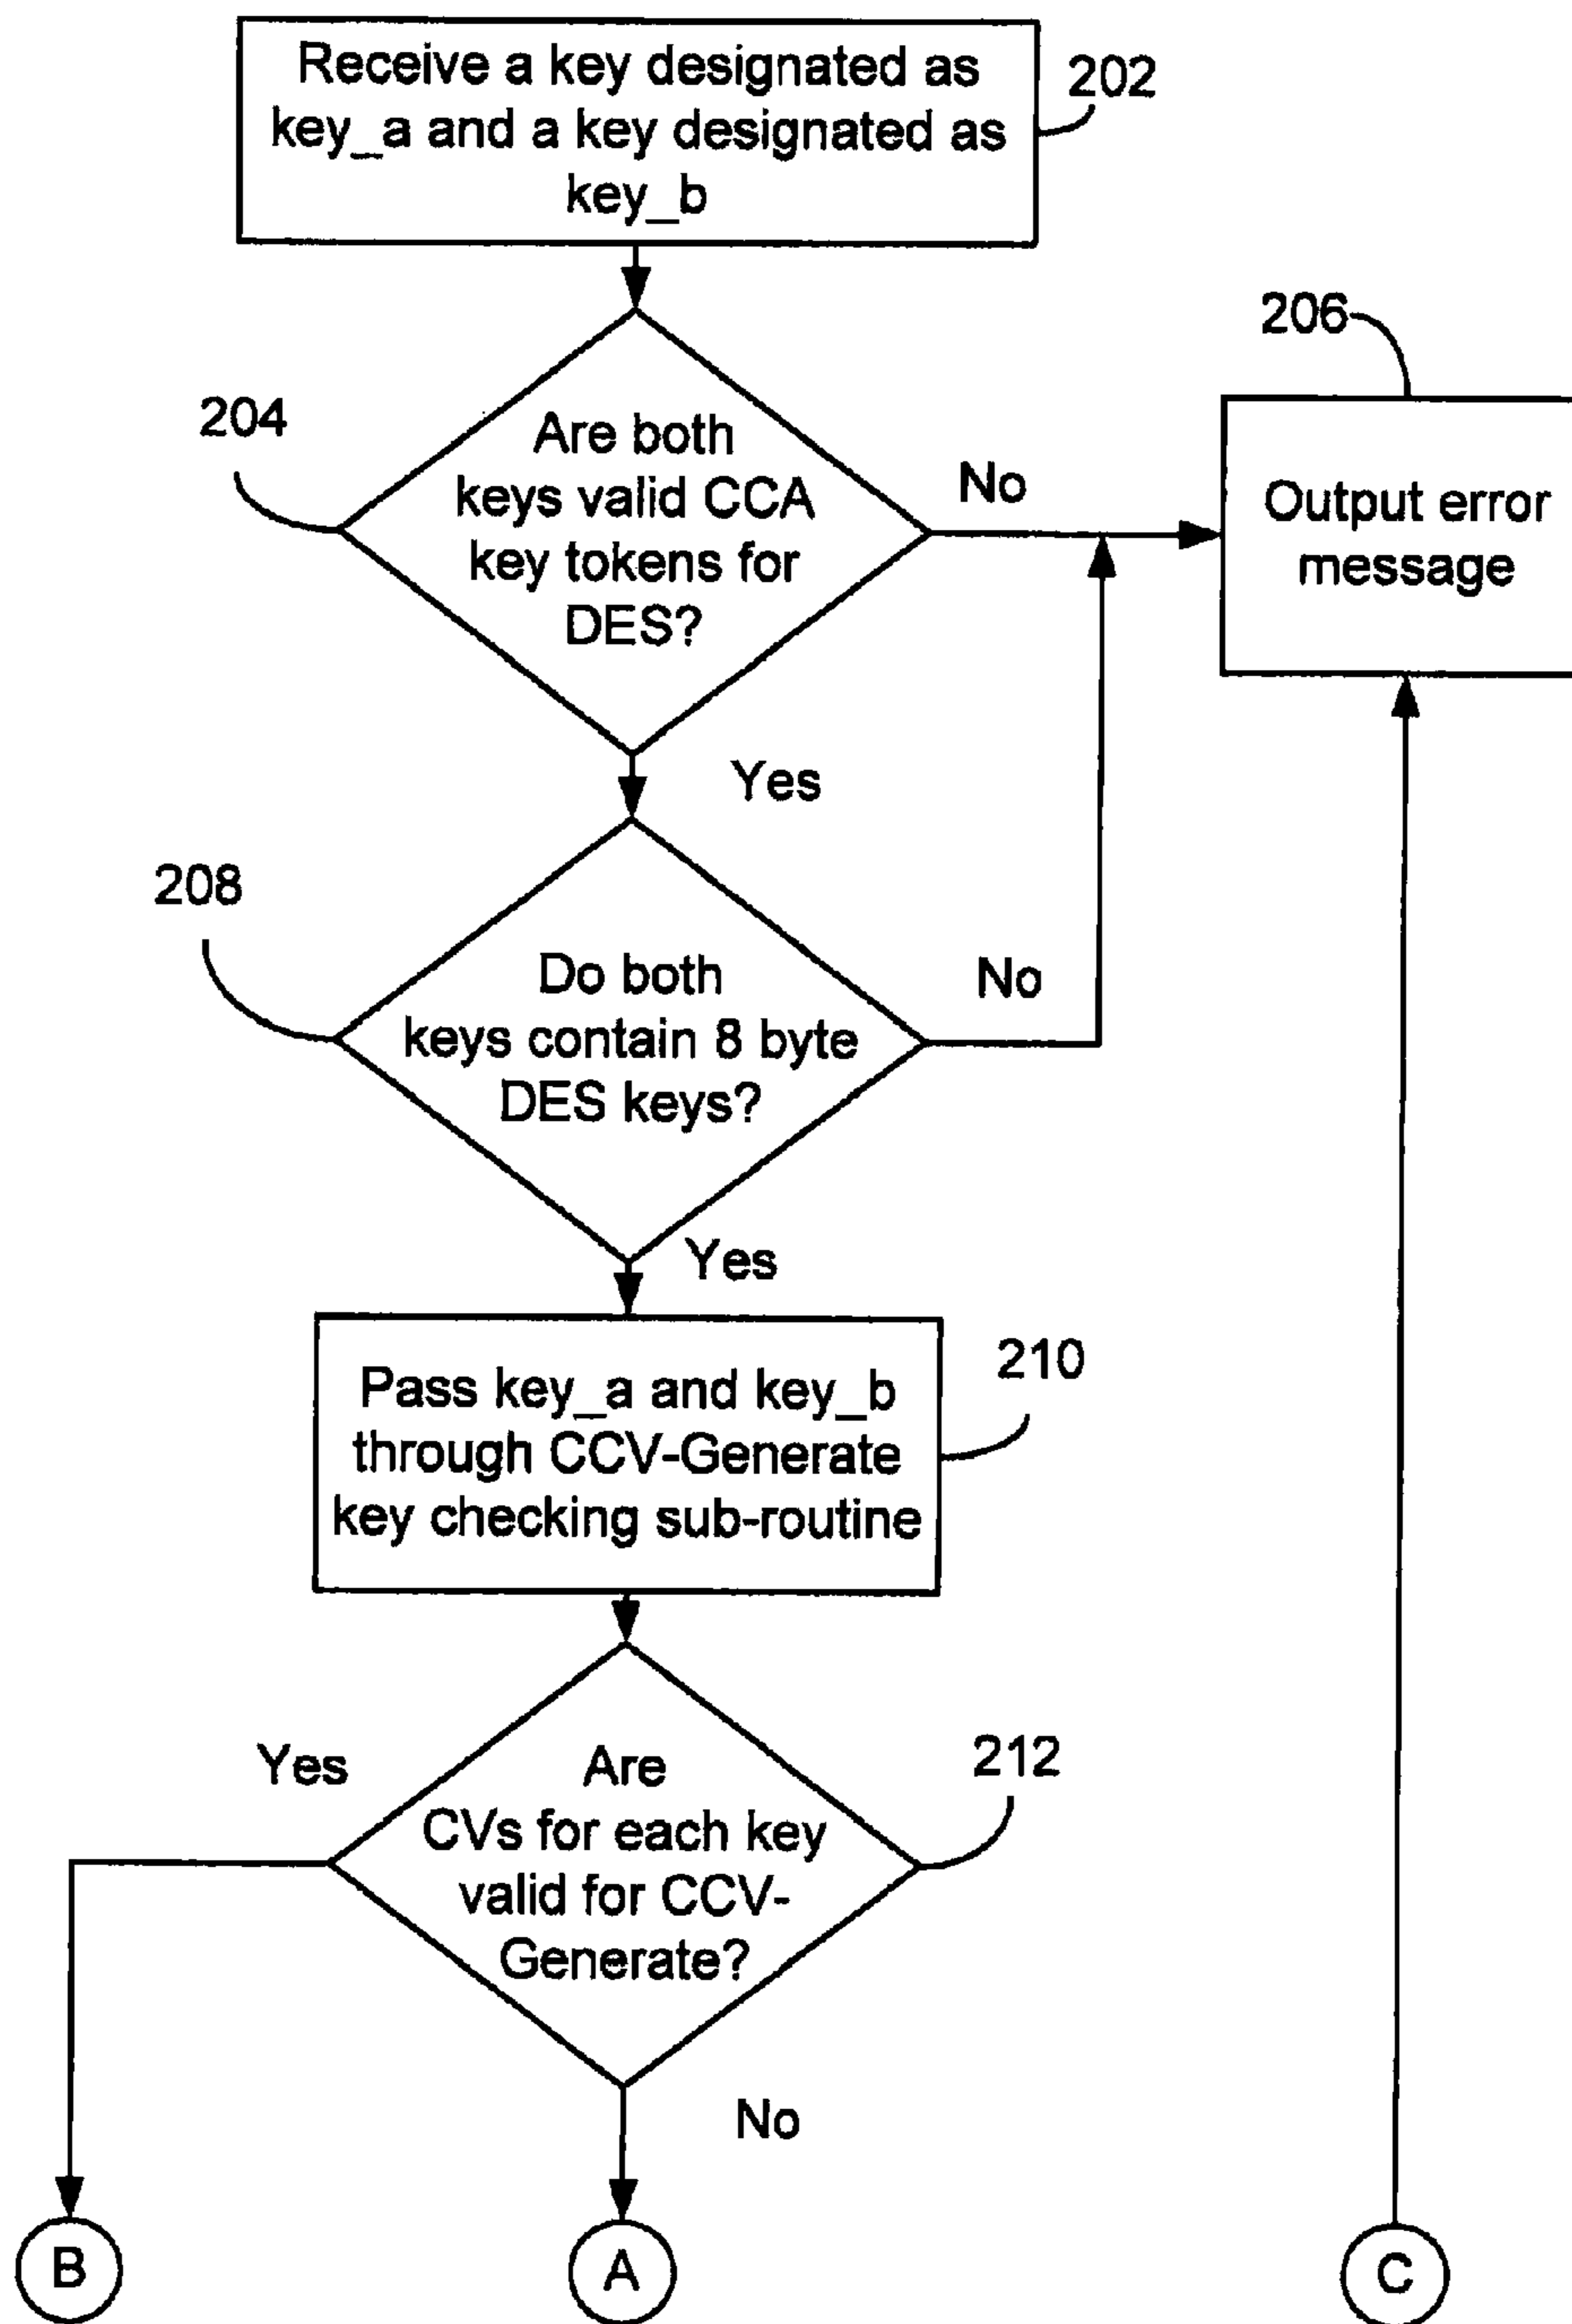 Receive a key designated as
key_a and a key designated as
key_b
202
206
204
Are both
keys valid CCA
key tokens for
DES?
No
Output error
message
Yes
208
Do both
keys contain 8 byte
DES keys?
No
Yes
210
Pass key_a and key_b
through CCV-Generate
key checking sub-routine
212
Yes
Are
CVs for each key
valid for CCV-
Generate?
No
B
A
C